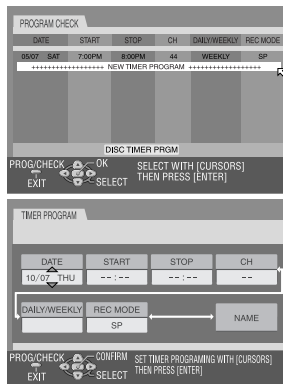 PROGRAM CHECK
DATE START STOP CH DAILY/WEEKLY REC MODE
05/07 SAT 7:00PM 8:00PM 44 WEEKLY SP
++++++++++++++++++ NEW TIMER PROGRAM ++++++++++++++++++
DISC TIMER PRGM
PROG/CHECK OK SELECT WITH [CURSORS]
EXIT SELECT THEN PRESS [ENTER]
TIMER PROGRAM
DATE START STOP CH
10/07 THU --:-- --:-- --
DAILY/WEEKLY REC MODE NAME
SP
PROG/CHECK CONFIRM SET TIMER PROGRAMING WITH [CURSORS]
EXIT SELECT THEN PRESS [ENTER]